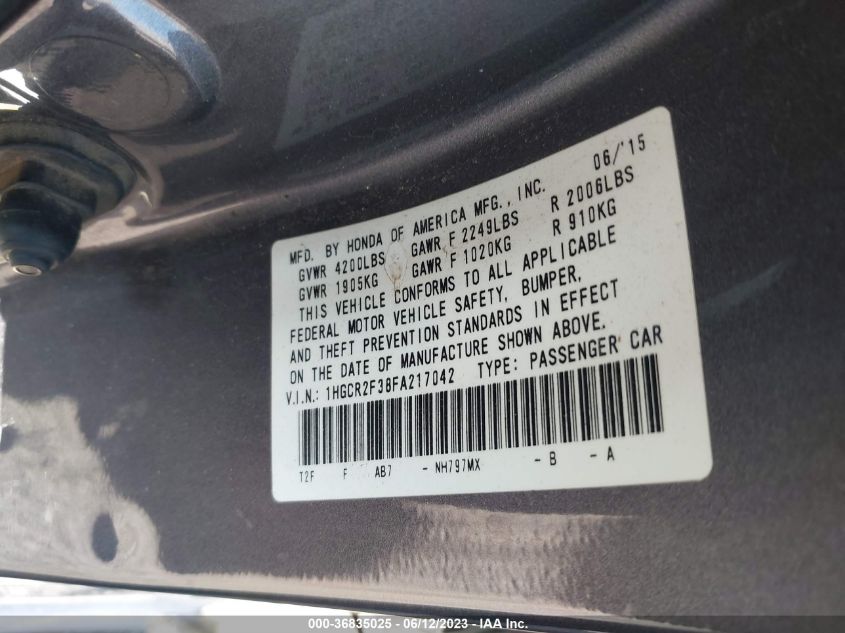 06/'15
MFD. BY HONDA OF AMERICA MFG., INC.
GVWR 4200LBS GAWR F 2249LBS R 2006LBS
GVWR 1905KG GAWR F 1020KG R 910KG
THIS VEHICLE CONFORMS TO ALL APPLICABLE
FEDERAL MOTOR VEHICLE SAFETY, BUMPER,
AND THEFT PREVENTION STANDARDS IN EFFECT
ON THE DATE OF MANUFACTURE SHOWN ABOVE.
V.I.N.: 1HGCR2F38FA217042 TYPE: PASSENGER CAR
T2F F AB7 - NH797MX - B - A
000-36835025 - 06/12/2023 -